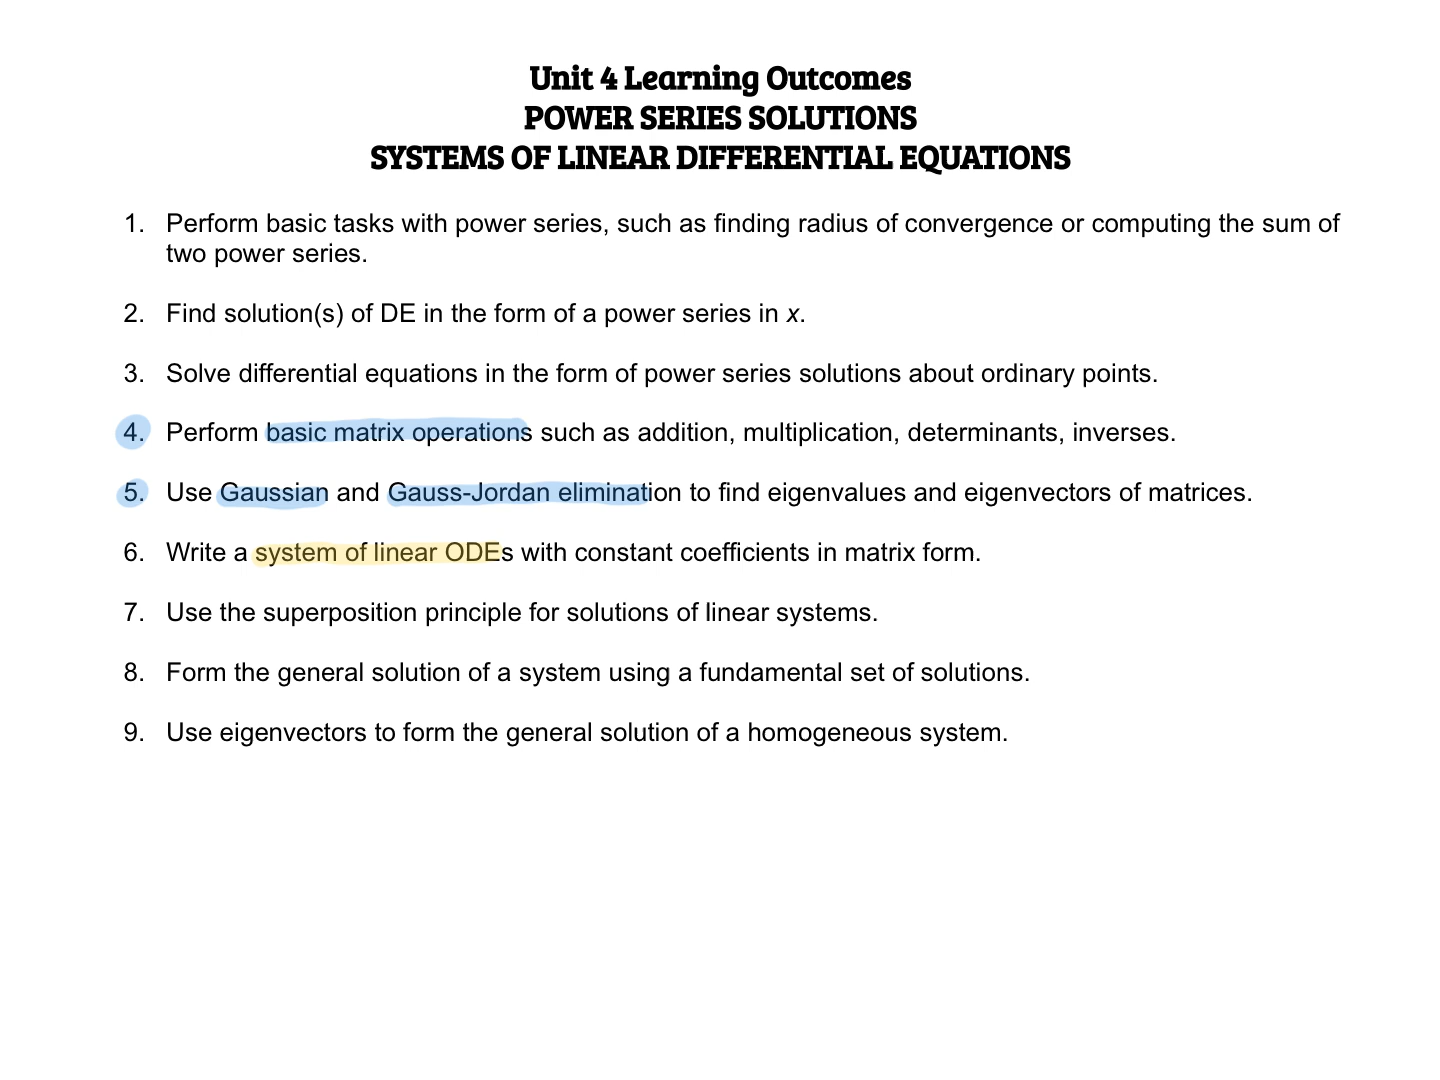 Unit 4 Learning Outcomes
POWER SERIES SOLUTIONS
SYSTEMS OF LINEAR DIFFERENTIAL EQUATIONS
1. Perform basic tasks with power series, such as finding radius of convergence or computing the sum of
two power series.
2. Find solution(s) of DE in the form of a power series in x.
3. Solve differential equations in the form of power series solutions about ordinary points.
4. Perform basic matrix operations such as addition, multiplication, determinants, inverses.
5. Use Gaussian and Gauss-Jordan elimination to find eigenvalues and eigenvectors of matrices.
6. Write a system of linear ODEs with constant coefficients in matrix form.
7. Use the superposition principle for solutions of linear systems.
8. Form the general solution of a system using a fundamental set of solutions.
9. Use eigenvectors to form the general solution of a homogeneous system.